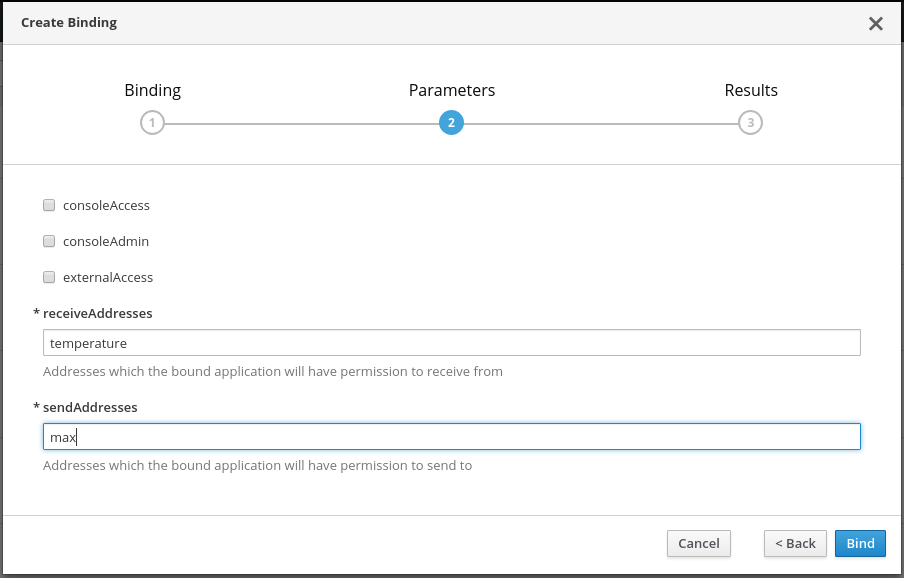 Create Binding
Binding Parameters Results
1 2 3
consoleAccess
consoleAdmin
externalAccess
* receiveAddresses
temperature
Addresses which the bound application will have permission to receive from
* sendAddresses
max
Addresses which the bound application will have permission to send to
Cancel < Back Bind